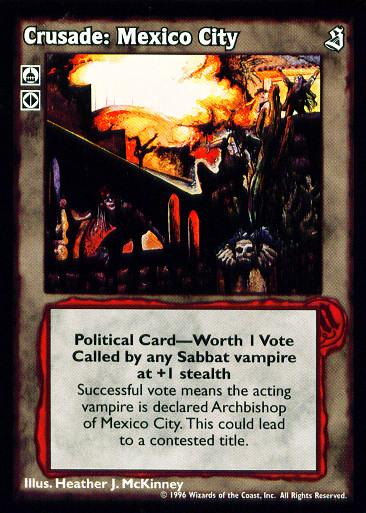 Crusade: Mexico City
Political Card—Worth 1 Vote
Called by any Sabbat vampire
at +1 stealth
Successful vote means the acting
vampire is declared Archbishop
of Mexico City. This could lead
to a contested title.
Illus. Heather J. McKinney
© 1996 Wizards of the Coast, Inc. All Rights Reserved.